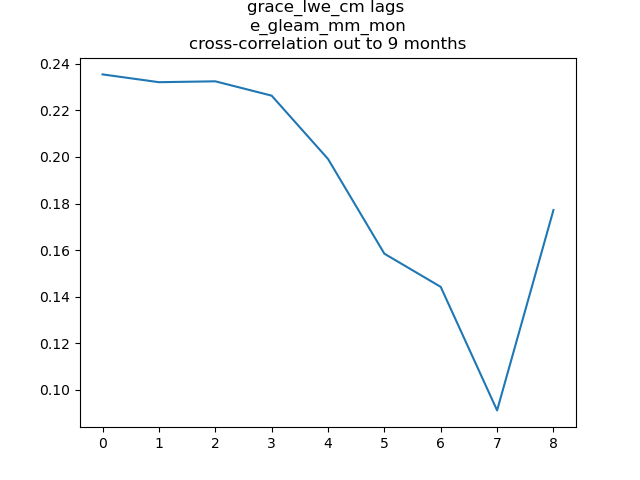 grace_lwe_cm lags
e_gleam_mm_mon
cross-correlation out to 9 months
0.24
0.22
0.20
0.18
0.16
0.14
0.12
0.10
0 1 2 3 4 5 6 7 8